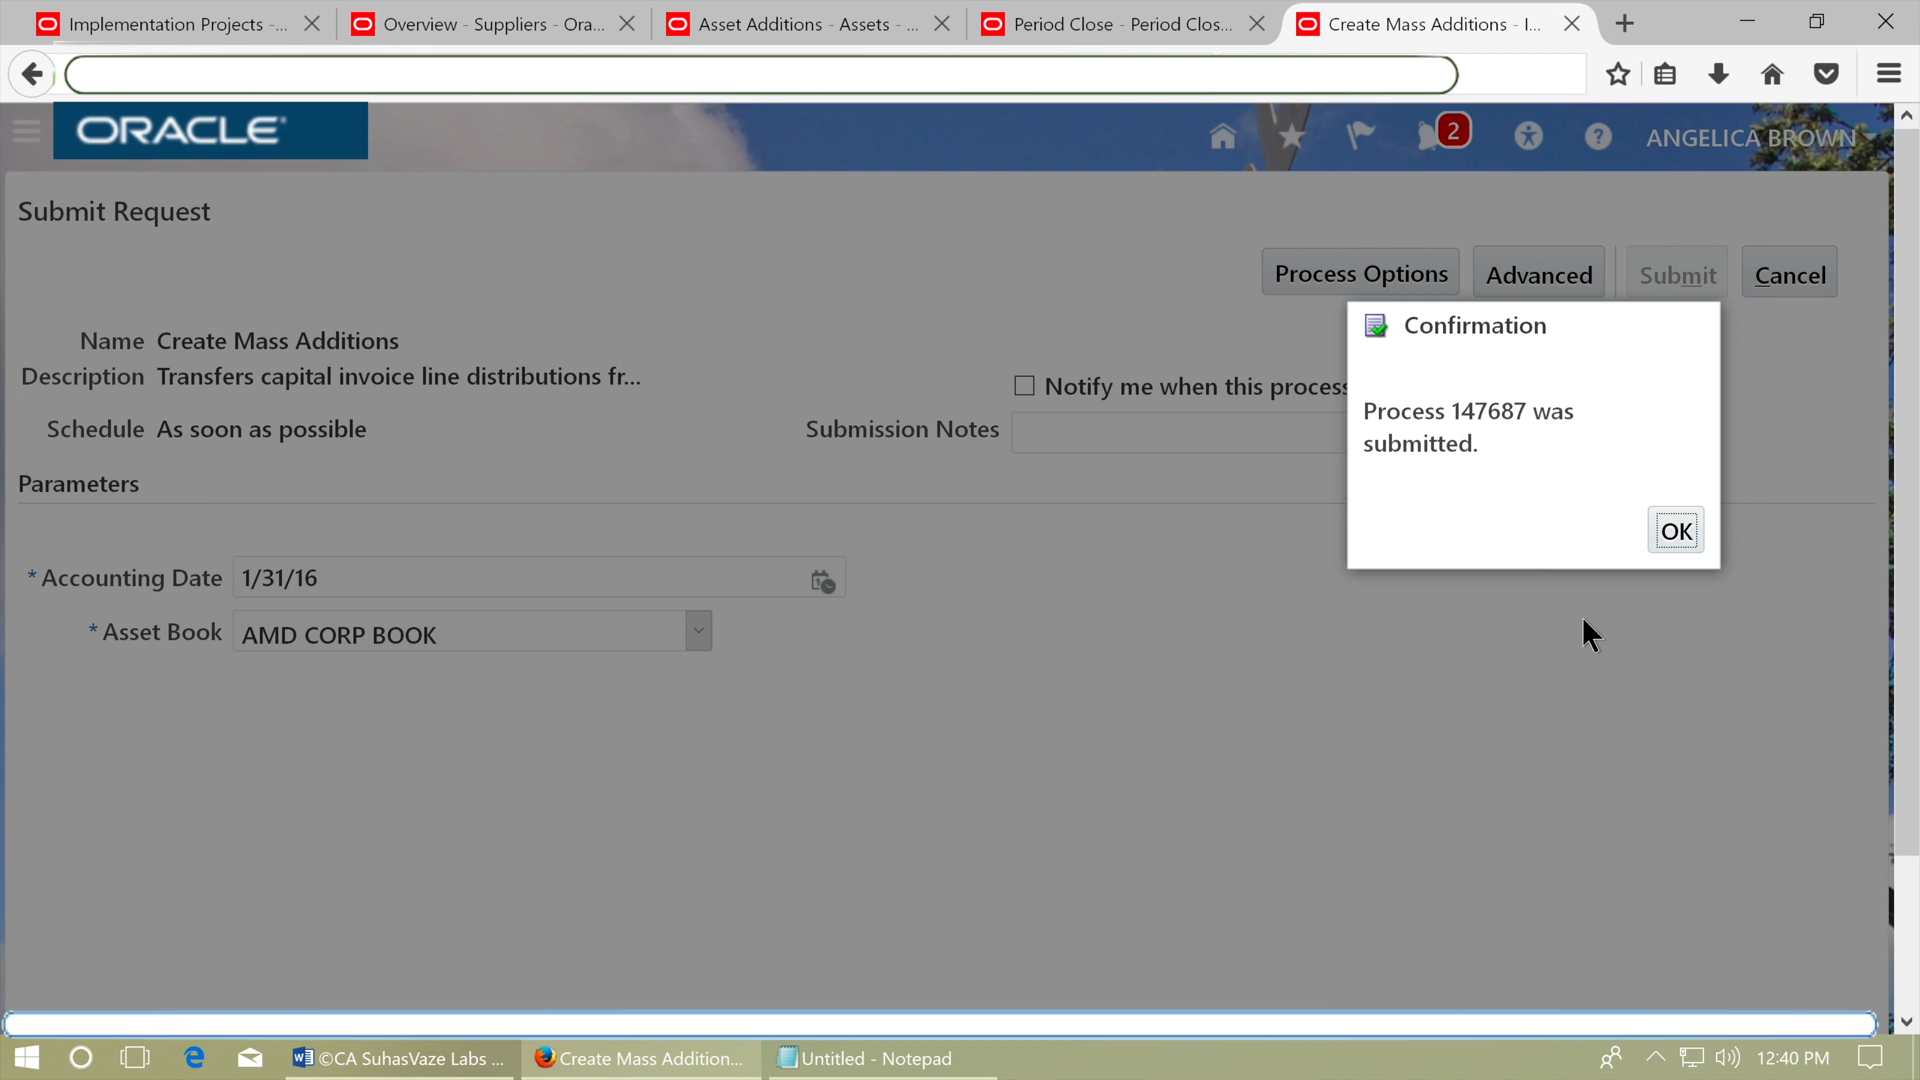 Implementation Projects -...
Overview - Suppliers - Ora...
Asset Additions - Assets - ...
Period Close - Period Clos...
Create Mass Additions - I...
ORACLE
2
ANGELICA BROWN
Submit Request
Process Options
Advanced
Submit
Cancel
Name Create Mass Additions
Description Transfers capital invoice line distributions fr...
Notify me when this process
Schedule As soon as possible
Submission Notes
Confirmation
Process 147687 was
submitted.
OK
Parameters
* Accounting Date 1/31/16
* Asset Book AMD CORP BOOK
©CA SuhasVaze Labs ...
Create Mass Addition...
Untitled - Notepad
12:40 PM